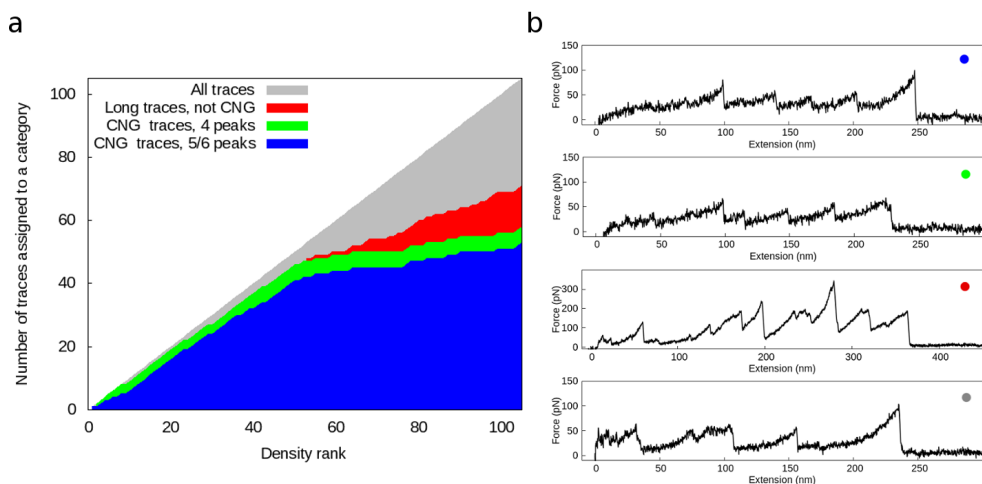 a
Number of traces assigned to a category
100
80
60
40
20
0
All traces
Long traces, not CNG
CNG traces, 4 peaks
CNG traces, 5/6 peaks
0 20 40 60 80 100
Density rank
b
Force (pN)
150
100
50
0
0 50 100 150 200 250 300
Extension (nm)
Force (pN)
150
100
50
0
0 50 100 150 200 250 300
Extension (nm)
Force (pN)
300
200
100
0
0 100 200 300 400
Extension (nm)
Force (pN)
150
100
50
0
0 50 100 150 200 250
Extension (nm)